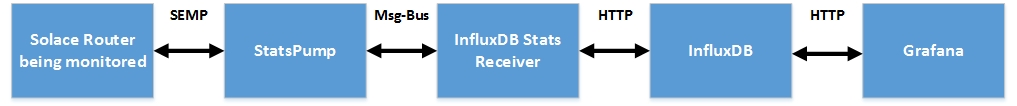 SEMP
Msg-Bus
HTTP
HTTP
Solace Router
being monitored
StatsPump
InfluxDB Stats
Receiver
InfluxDB
Grafana